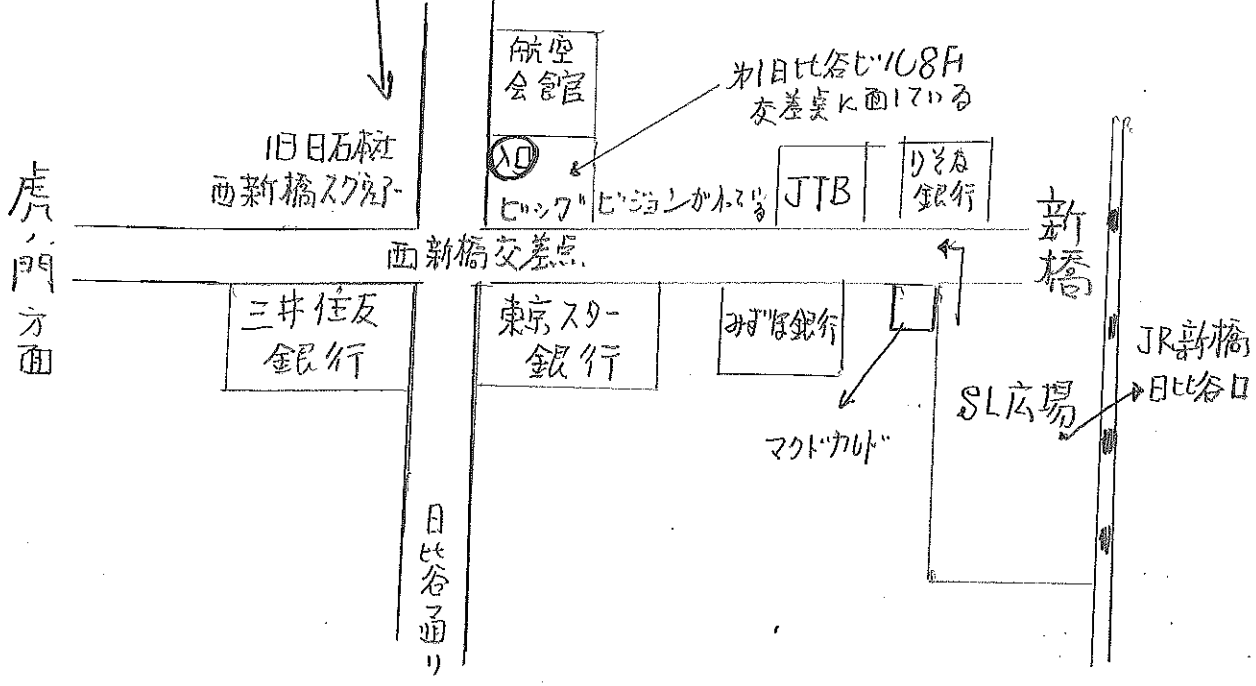 航空
会館
第1日比谷ビル8F
交差点に面している
旧日石本社
西新橋スクエアー
入口
ビッグ ビジョンがみっている
JTB
りそな
銀行
虎ノ門方面
西新橋交差点
新橋
三井住友
銀行
東京スター
銀行
みずほ銀行
JR新橋
日比谷口
SL広場
マクドナルド
日比谷通り